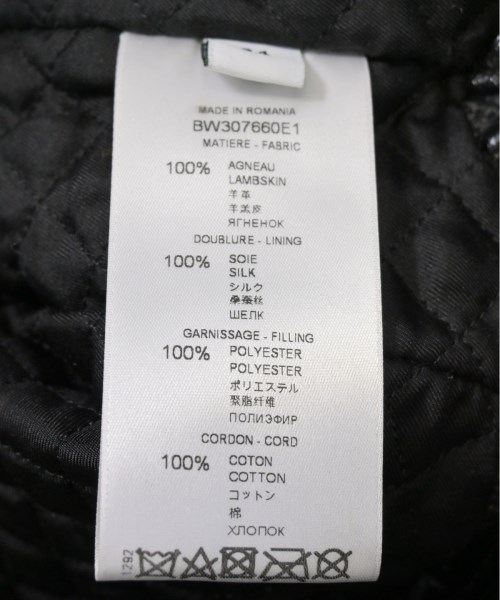 MADE IN ROMANIA
BW307660E1
MATIERE - FABRIC
100% AGNEAU
LAMBSKIN
羊革
羊羔皮
ЯГНЕНОК
DOUBLURE - LINING
100% SOIE
SILK
シルク
桑蚕丝
ШЕЛК
GARNISSAGE - FILLING
100% POLYESTER
POLYESTER
ポリエステル
聚脂纤维
ПОЛИЭФИР
CORDON - CORD
100% COTON
COTTON
コットン
棉
ХЛОПОК
1292